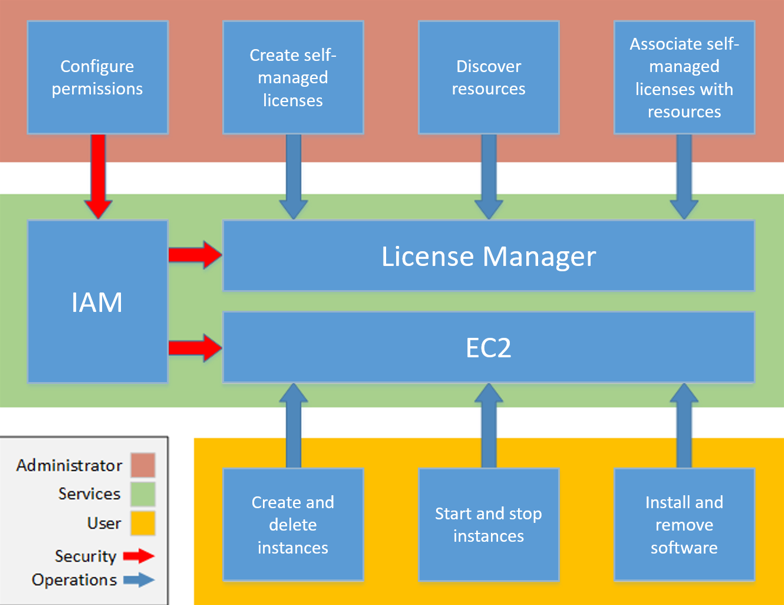 Configure
permissions
Create self-
managed
licenses
Discover
resources
Associate self-
managed
licenses with
resources
IAM
License Manager
EC2
Administrator
Services
User
Security
Operations
Create and
delete
instances
Start and stop
instances
Install and
remove
software